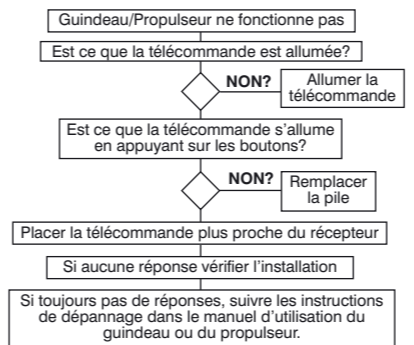 Guindeau/Propulseur ne fonctionne pas
Est ce que la télécommande est allumée?
NON?
Allumer la
télécommande
Est ce que la télécommande s'allume
en appuyant sur les boutons?
NON?
Remplacer
la pile
Placer la télécommande plus proche du récepteur
Si aucune réponse vérifier l'installation
Si toujours pas de réponses, suivre les instructions
de dépannage dans le manuel d'utilisation du
guindeau ou du propulseur.